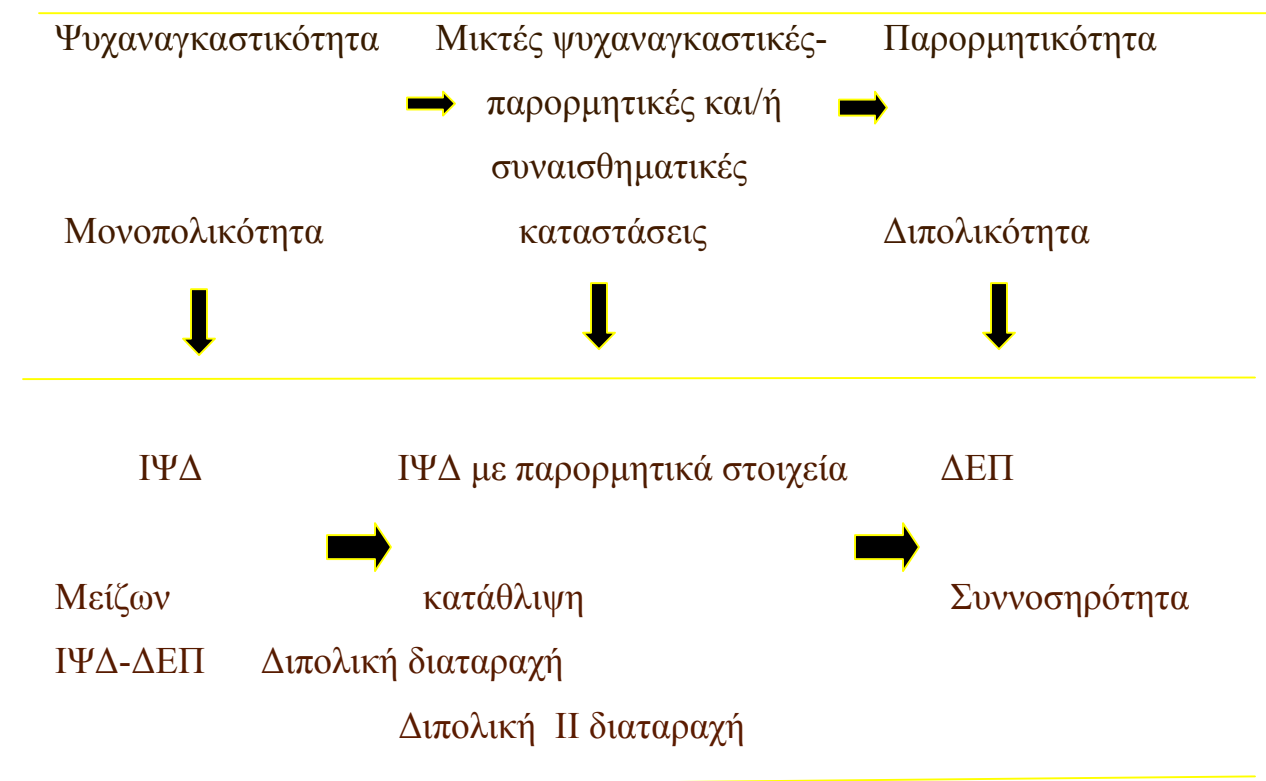 Ψυχαναγκαστικότητα Μικτές ψυχαναγκαστικές- Παρορμητικότητα
παρορμητικές και/ή
συναισθηματικές
Μονοπολικότητα καταστάσεις Διπολικότητα
ΙΨΔ ΙΨΔ με παρορμητικά στοιχεία ΔΕΠ
Μείζων κατάθλιψη Συννοσηρότητα
ΙΨΔ-ΔΕΠ Διπολική διαταραχή
Διπολική ΙΙ διαταραχή